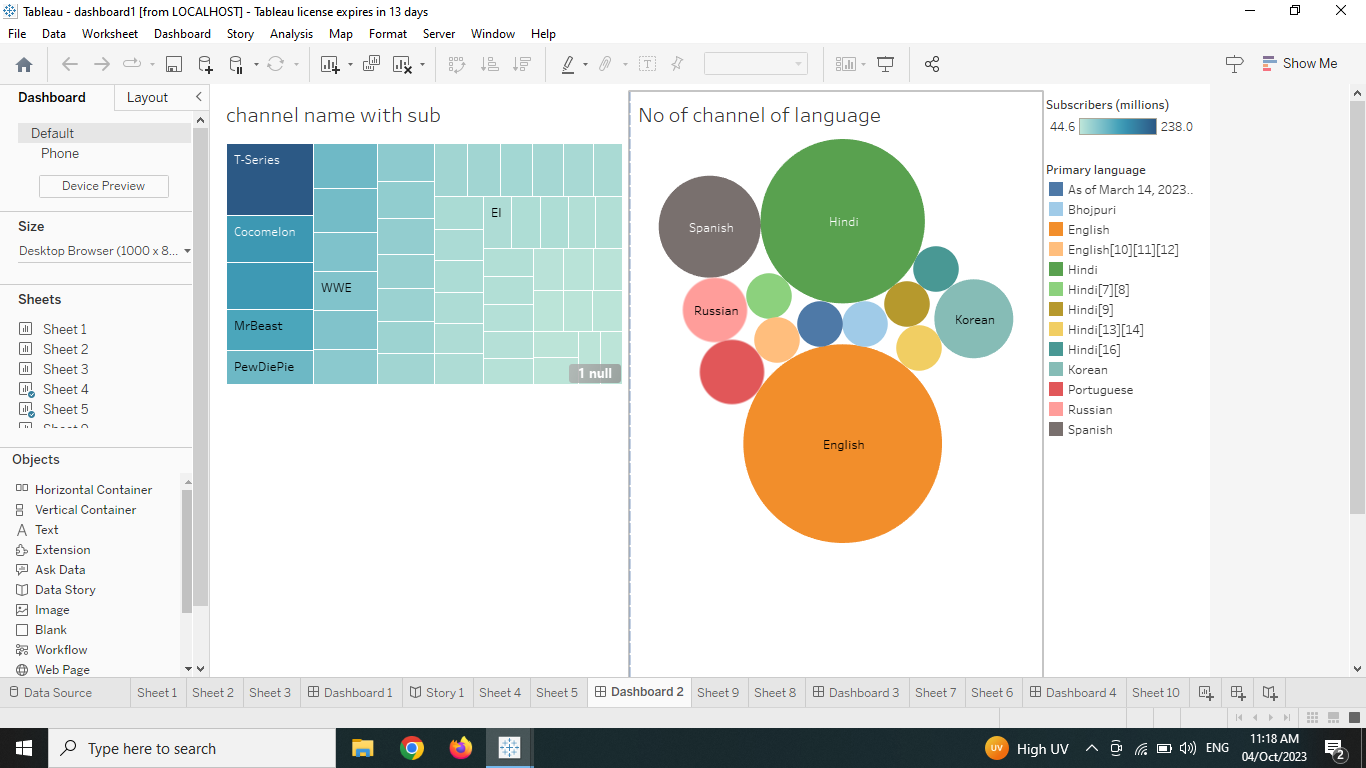 Tableau - dashboard1 [from LOCALHOST] - Tableau license expires in 13 days
File Data Worksheet Dashboard Story Analysis Map Format Server Window Help
Show Me
Dashboard Layout
Default
Phone
Device Preview
Size
Desktop Browser (1000 x 8...
Sheets
Sheet 1
Sheet 2
Sheet 3
Sheet 4
Sheet 5
Objects
Horizontal Container
Vertical Container
Text
Extension
Ask Data
Data Story
Image
Blank
Workflow
Web Page
channel name with sub
T-Series
Cocomelon
MrBeast
PewDiePie
WWE
El
1 null
No of channel of language
Spanish
Hindi
Russian
Korean
English
Subscribers (millions)
44.6 238.0
Primary language
As of March 14, 2023..
Bhojpuri
English
English[10][11][12]
Hindi
Hindi[7][8]
Hindi[9]
Hindi[13][14]
Hindi[16]
Korean
Portuguese
Russian
Spanish
Data Source Sheet 1 Sheet 2 Sheet 3 Dashboard 1 Story 1 Sheet 4 Sheet 5 Dashboard 2 Sheet 9 Sheet 8 Dashboard 3 Sheet 7 Sheet 6 Dashboard 4 Sheet 10
Type here to search
UV High UV ENG
11:18 AM
04/Oct/2023
2